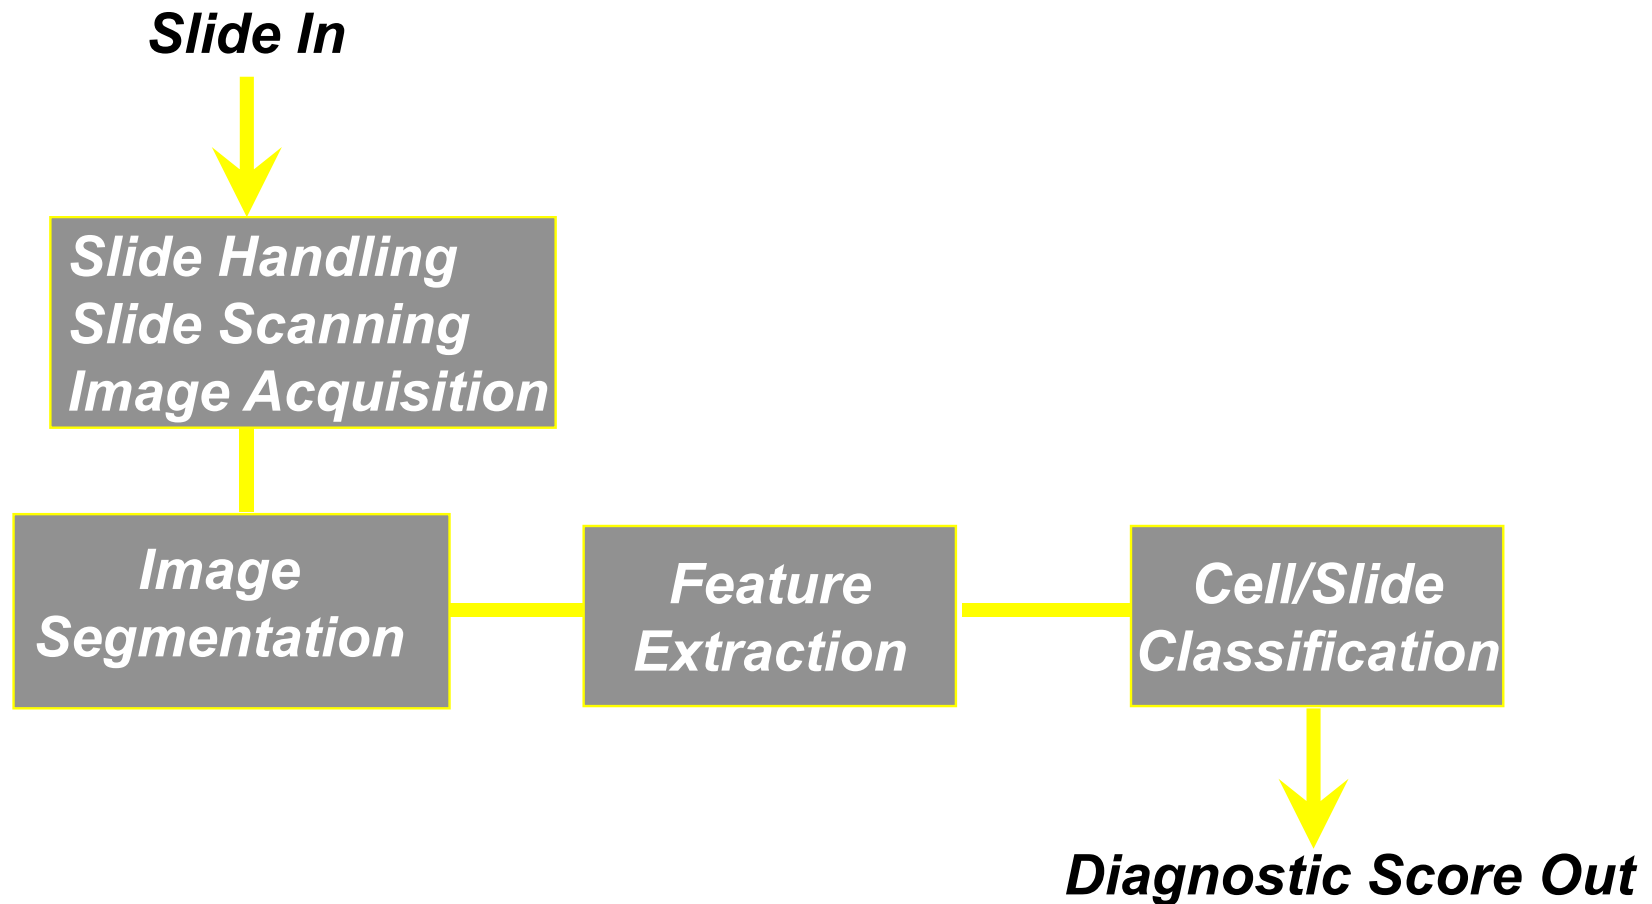 Slide In
Slide Handling
Slide Scanning
Image Acquisition
Image
Segmentation
Feature
Extraction
Cell/Slide
Classification
Diagnostic Score Out